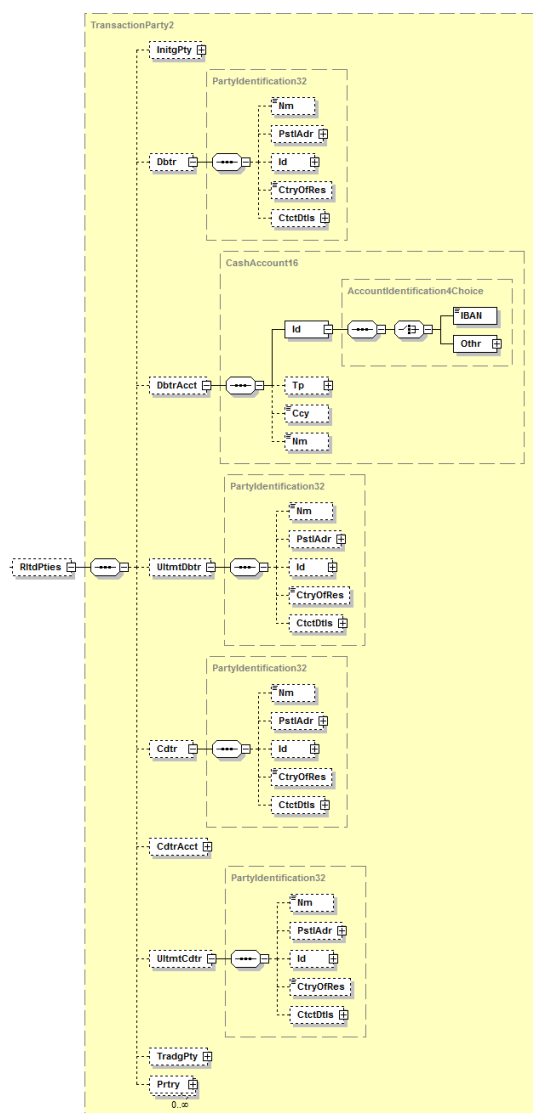 TransactionParty2
InitgPty
PartyIdentification32
Nm
PstlAdr
Dbtr
Id
CtryOfRes
CtctDtls
CashAccount16
AccountIdentification4Choice
IBAN
Id
Othr
DbtrAcct
Tp
Ccy
Nm
PartyIdentification32
Nm
PstlAdr
RltdPties
UltmtDbtr
Id
CtryOfRes
CtctDtls
PartyIdentification32
Nm
PstlAdr
Cdtr
Id
CtryOfRes
CtctDtls
CdtrAcct
PartyIdentification32
Nm
PstlAdr
UltmtCdtr
Id
CtryOfRes
CtctDtls
TradgPty
Prtry
0..∞